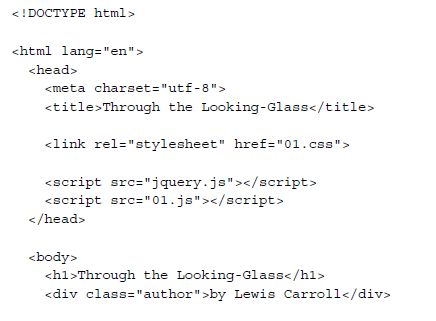 <!DOCTYPE html>
<html lang="en">
<head>
<meta charset="utf-8">
<title>Through the Looking-Glass</title>
<link rel="stylesheet" href="01.css">
<script src="jquery.js"></script>
<script src="01.js"></script>
</head>
<body>
<h1>Through the Looking-Glass</h1>
<div class="author">by Lewis Carroll</div>